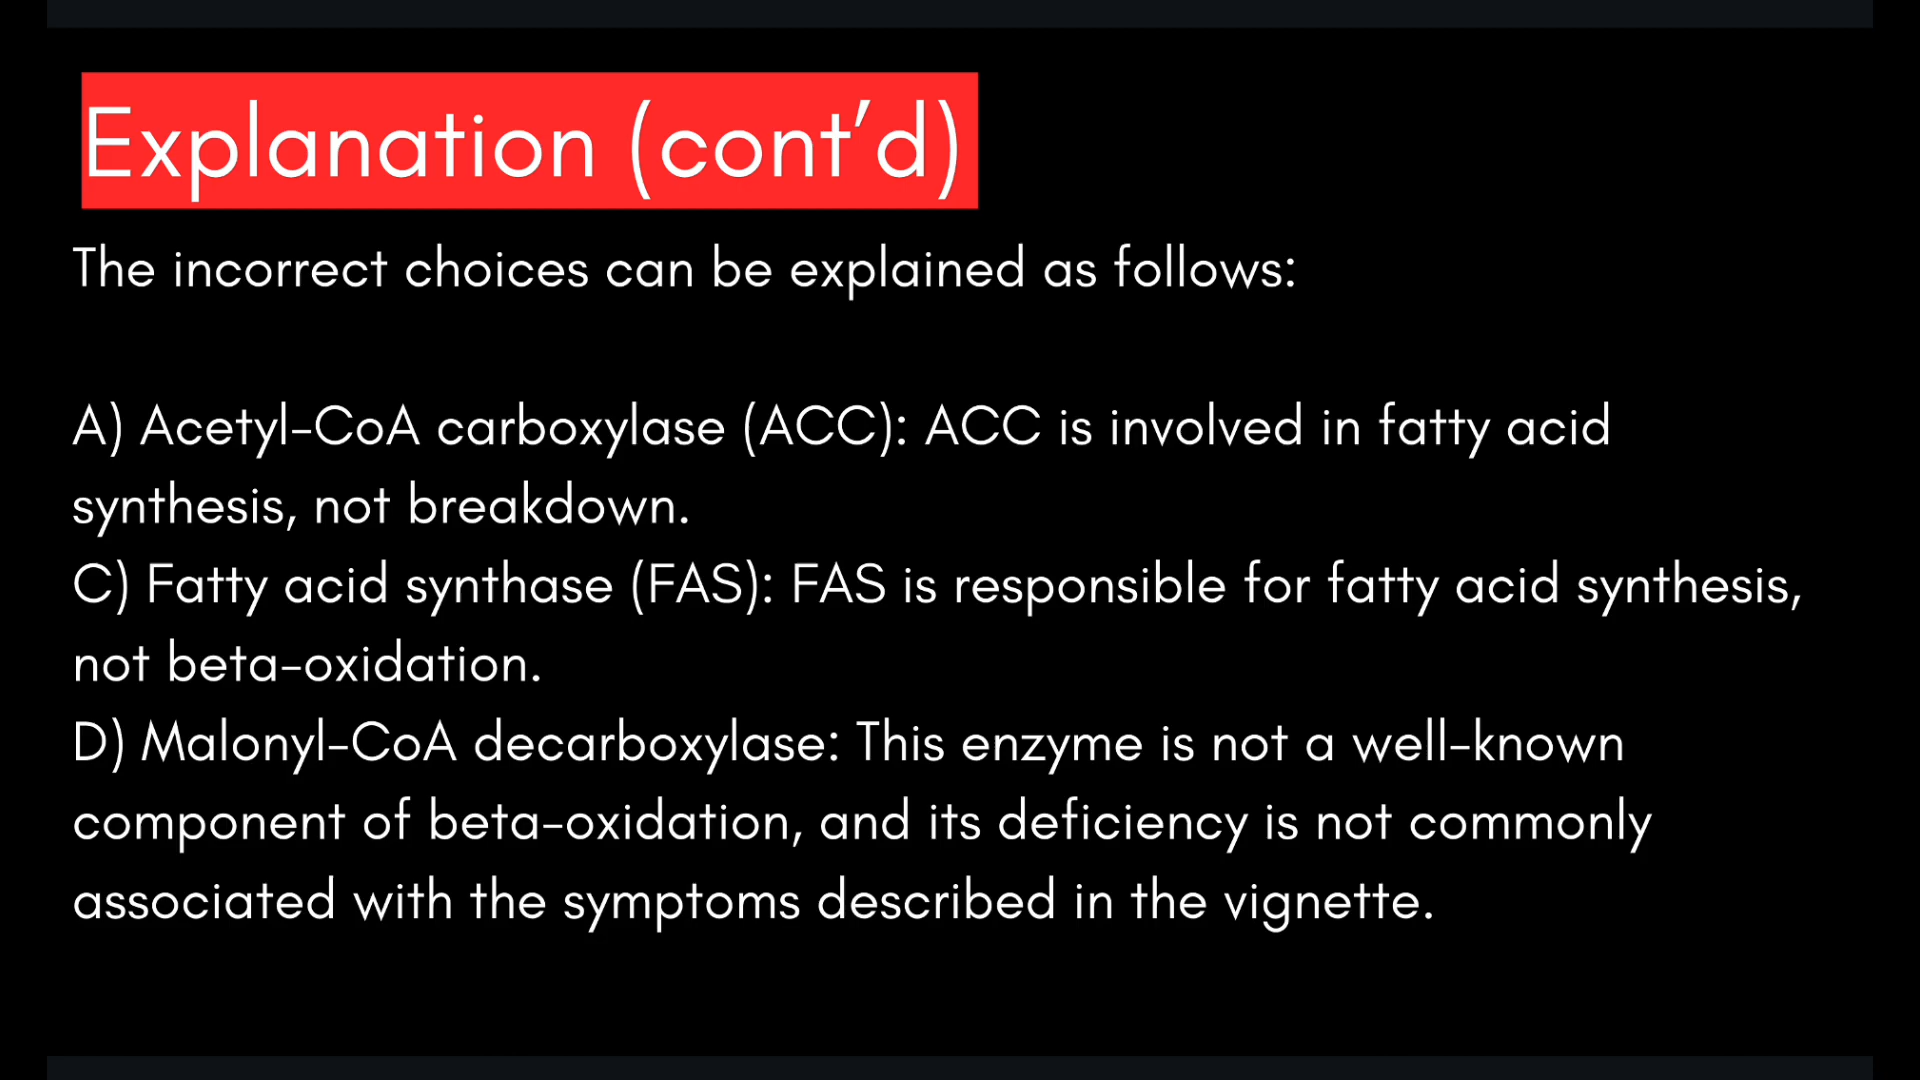 Explanation (cont’d)
The incorrect choices can be explained as follows:
A) Acetyl-CoA carboxylase (ACC): ACC is involved in fatty acid
synthesis, not breakdown.
C) Fatty acid synthase (FAS): FAS is responsible for fatty acid synthesis,
not beta-oxidation.
D) Malonyl-CoA decarboxylase: This enzyme is not a well-known
component of beta-oxidation, and its deficiency is not commonly
associated with the symptoms described in the vignette.